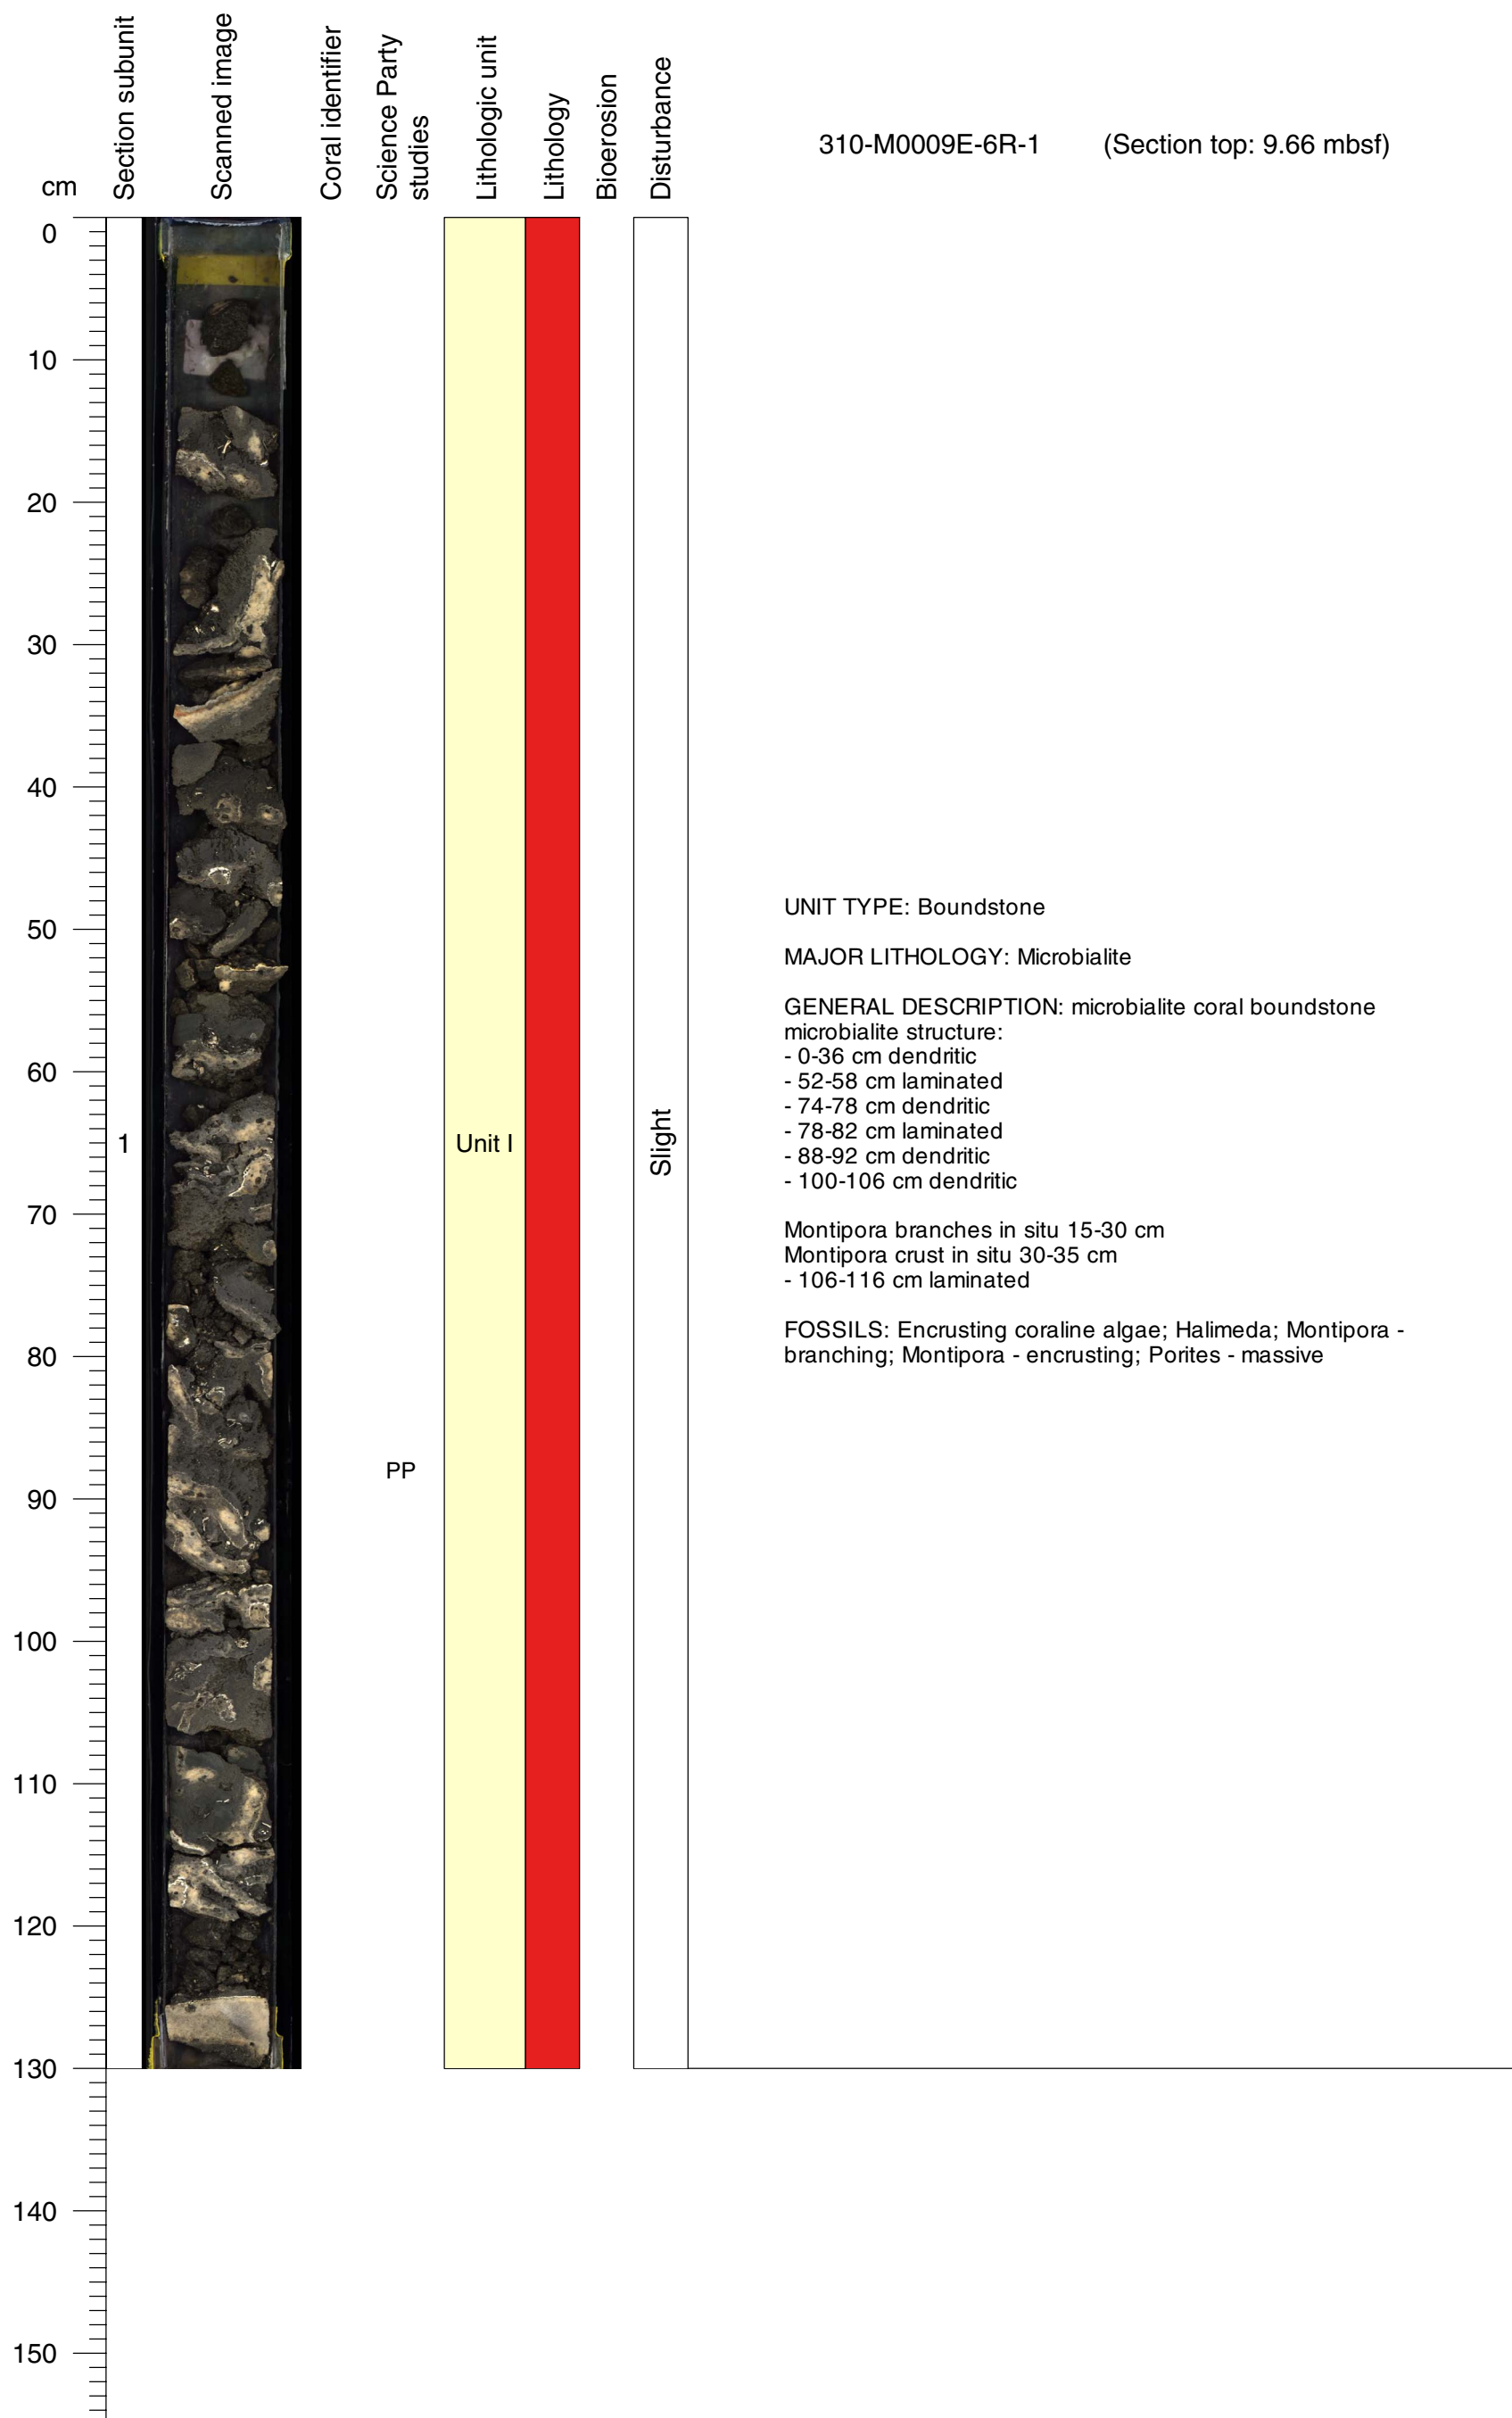 Section subunit
Scanned image
Coral identifier
Science Party
studies
Lithologic unit
Lithology
Bioerosion
Disturbance
310-M0009E-6R-1 (Section top: 9.66 mbsf)
cm
0
10
20
30
40
50
60
70
80
90
100
110
120
130
140
150
1
PP
Unit I
Slight
UNIT TYPE: Boundstone
MAJOR LITHOLOGY: Microbialite
GENERAL DESCRIPTION: microbialite coral boundstone
microbialite structure:
- 0-36 cm dendritic
- 52-58 cm laminated
- 74-78 cm dendritic
- 78-82 cm laminated
- 88-92 cm dendritic
- 100-106 cm dendritic
Montipora branches in situ 15-30 cm
Montipora crust in situ 30-35 cm
- 106-116 cm laminated
FOSSILS: Encrusting coraline algae; Halimeda; Montipora -
branching; Montipora - encrusting; Porites - massive